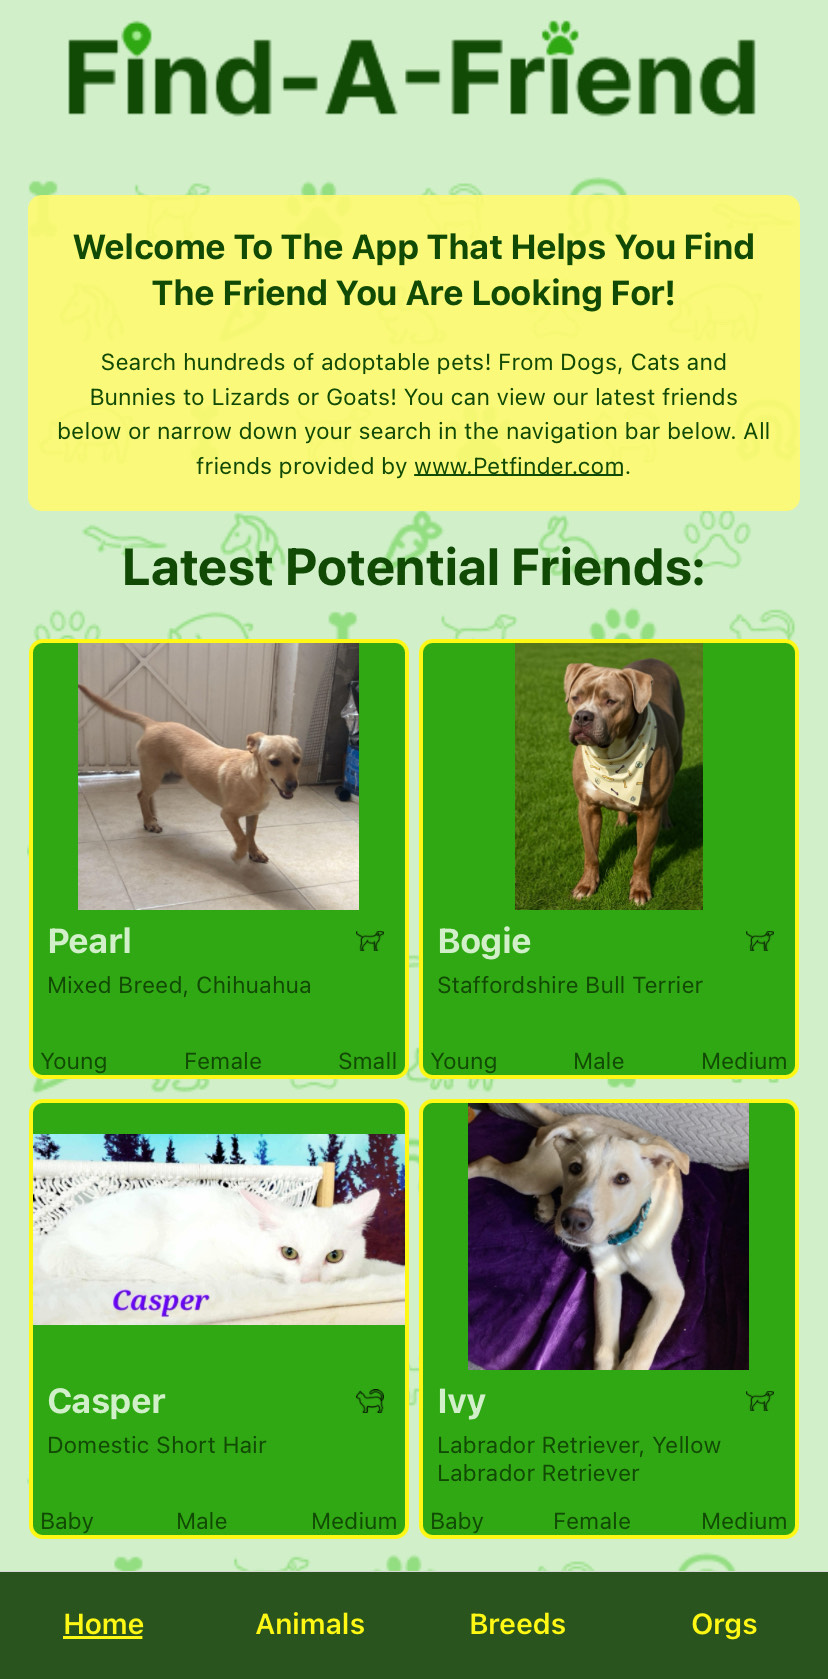 Find-A-Friend
Welcome To The App That Helps You Find
The Friend You Are Looking For!
Search hundreds of adoptable pets! From Dogs, Cats and
Bunnies to Lizards or Goats! You can view our latest friends
below or narrow down your search in the navigation bar below. All
friends provided by www.Petfinder.com.
Latest Potential Friends:
Pearl
Mixed Breed, Chihuahua
Young Female Small
Bogie
Staffordshire Bull Terrier
Young Male Medium
Casper
Casper
Domestic Short Hair
Baby Male Medium
Ivy
Labrador Retriever, Yellow
Labrador Retriever
Baby Female Medium
Home Animals Breeds Orgs